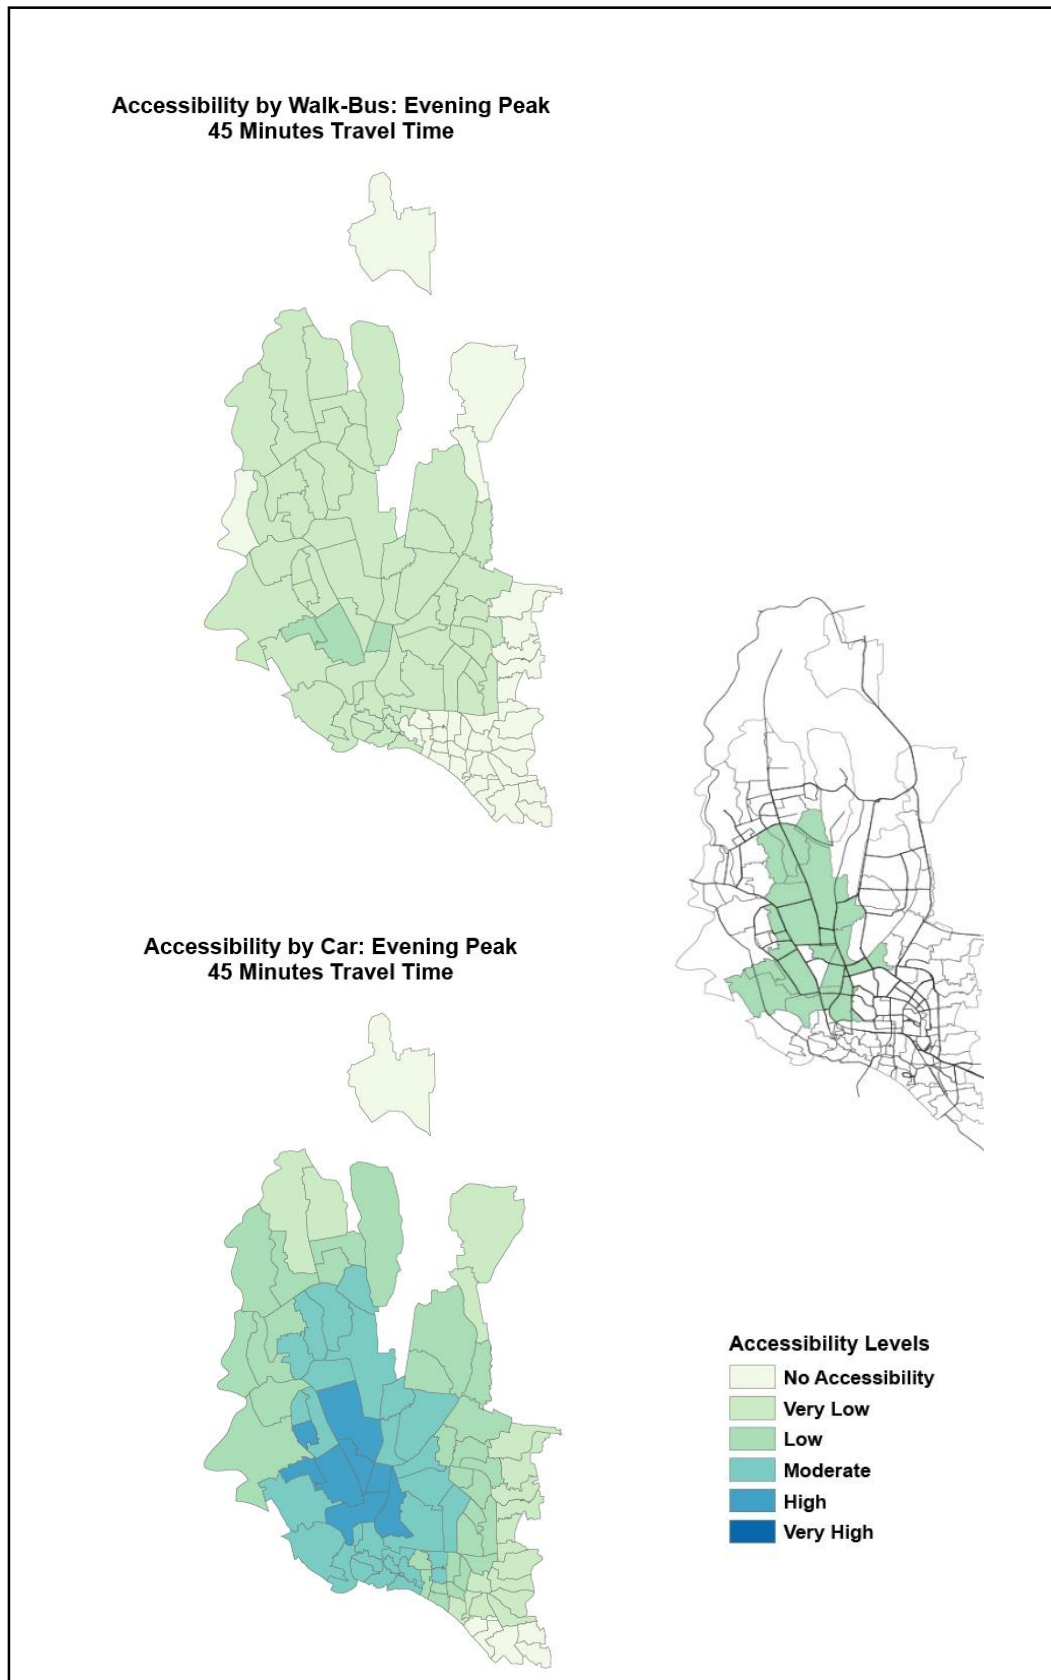 Accessibility by Walk-Bus: Evening Peak
45 Minutes Travel Time
Accessibility by Car: Evening Peak
45 Minutes Travel Time
Accessibility Levels
No Accessibility
Very Low
Low
Moderate
High
Very High